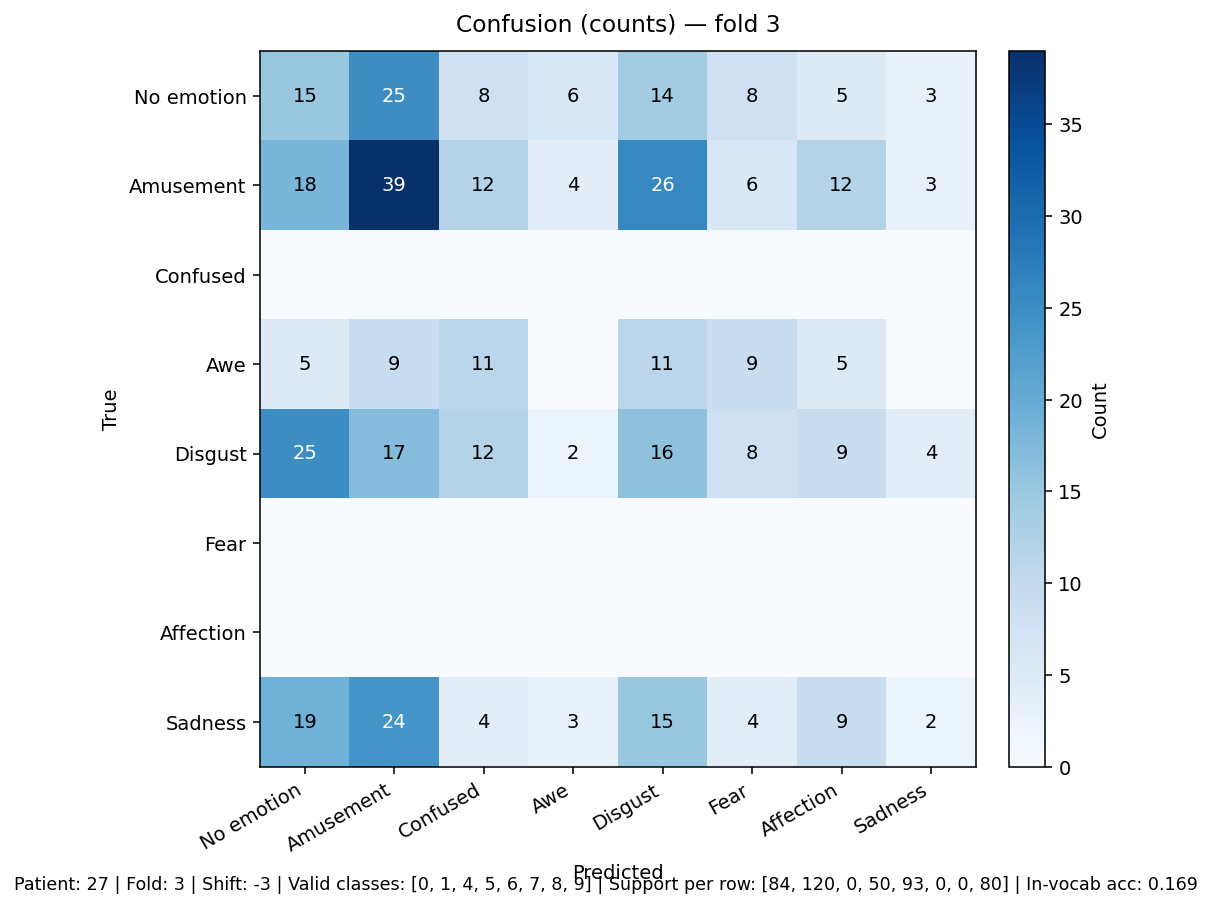 Confusion (counts) — fold 3
No emotion 15 25 8 6 14 8 5 3
Amusement 18 39 12 4 26 6 12 3
Confused
Awe 5 9 11 11 9 5
Disgust 25 17 12 2 16 8 9 4
Fear
Affection
Sadness 19 24 4 3 15 4 9 2
True
No emotion Amusement Confused Awe Disgust Fear Affection Sadness
Predicted
35
30
25
20
15
10
5
0
Count
Patient: 27 | Fold: 3 | Shift: -3 | Valid classes: [0, 1, 4, 5, 6, 7, 8, 9] | Support per row: [84, 120, 0, 50, 93, 0, 0, 80] | In-vocab acc: 0.169